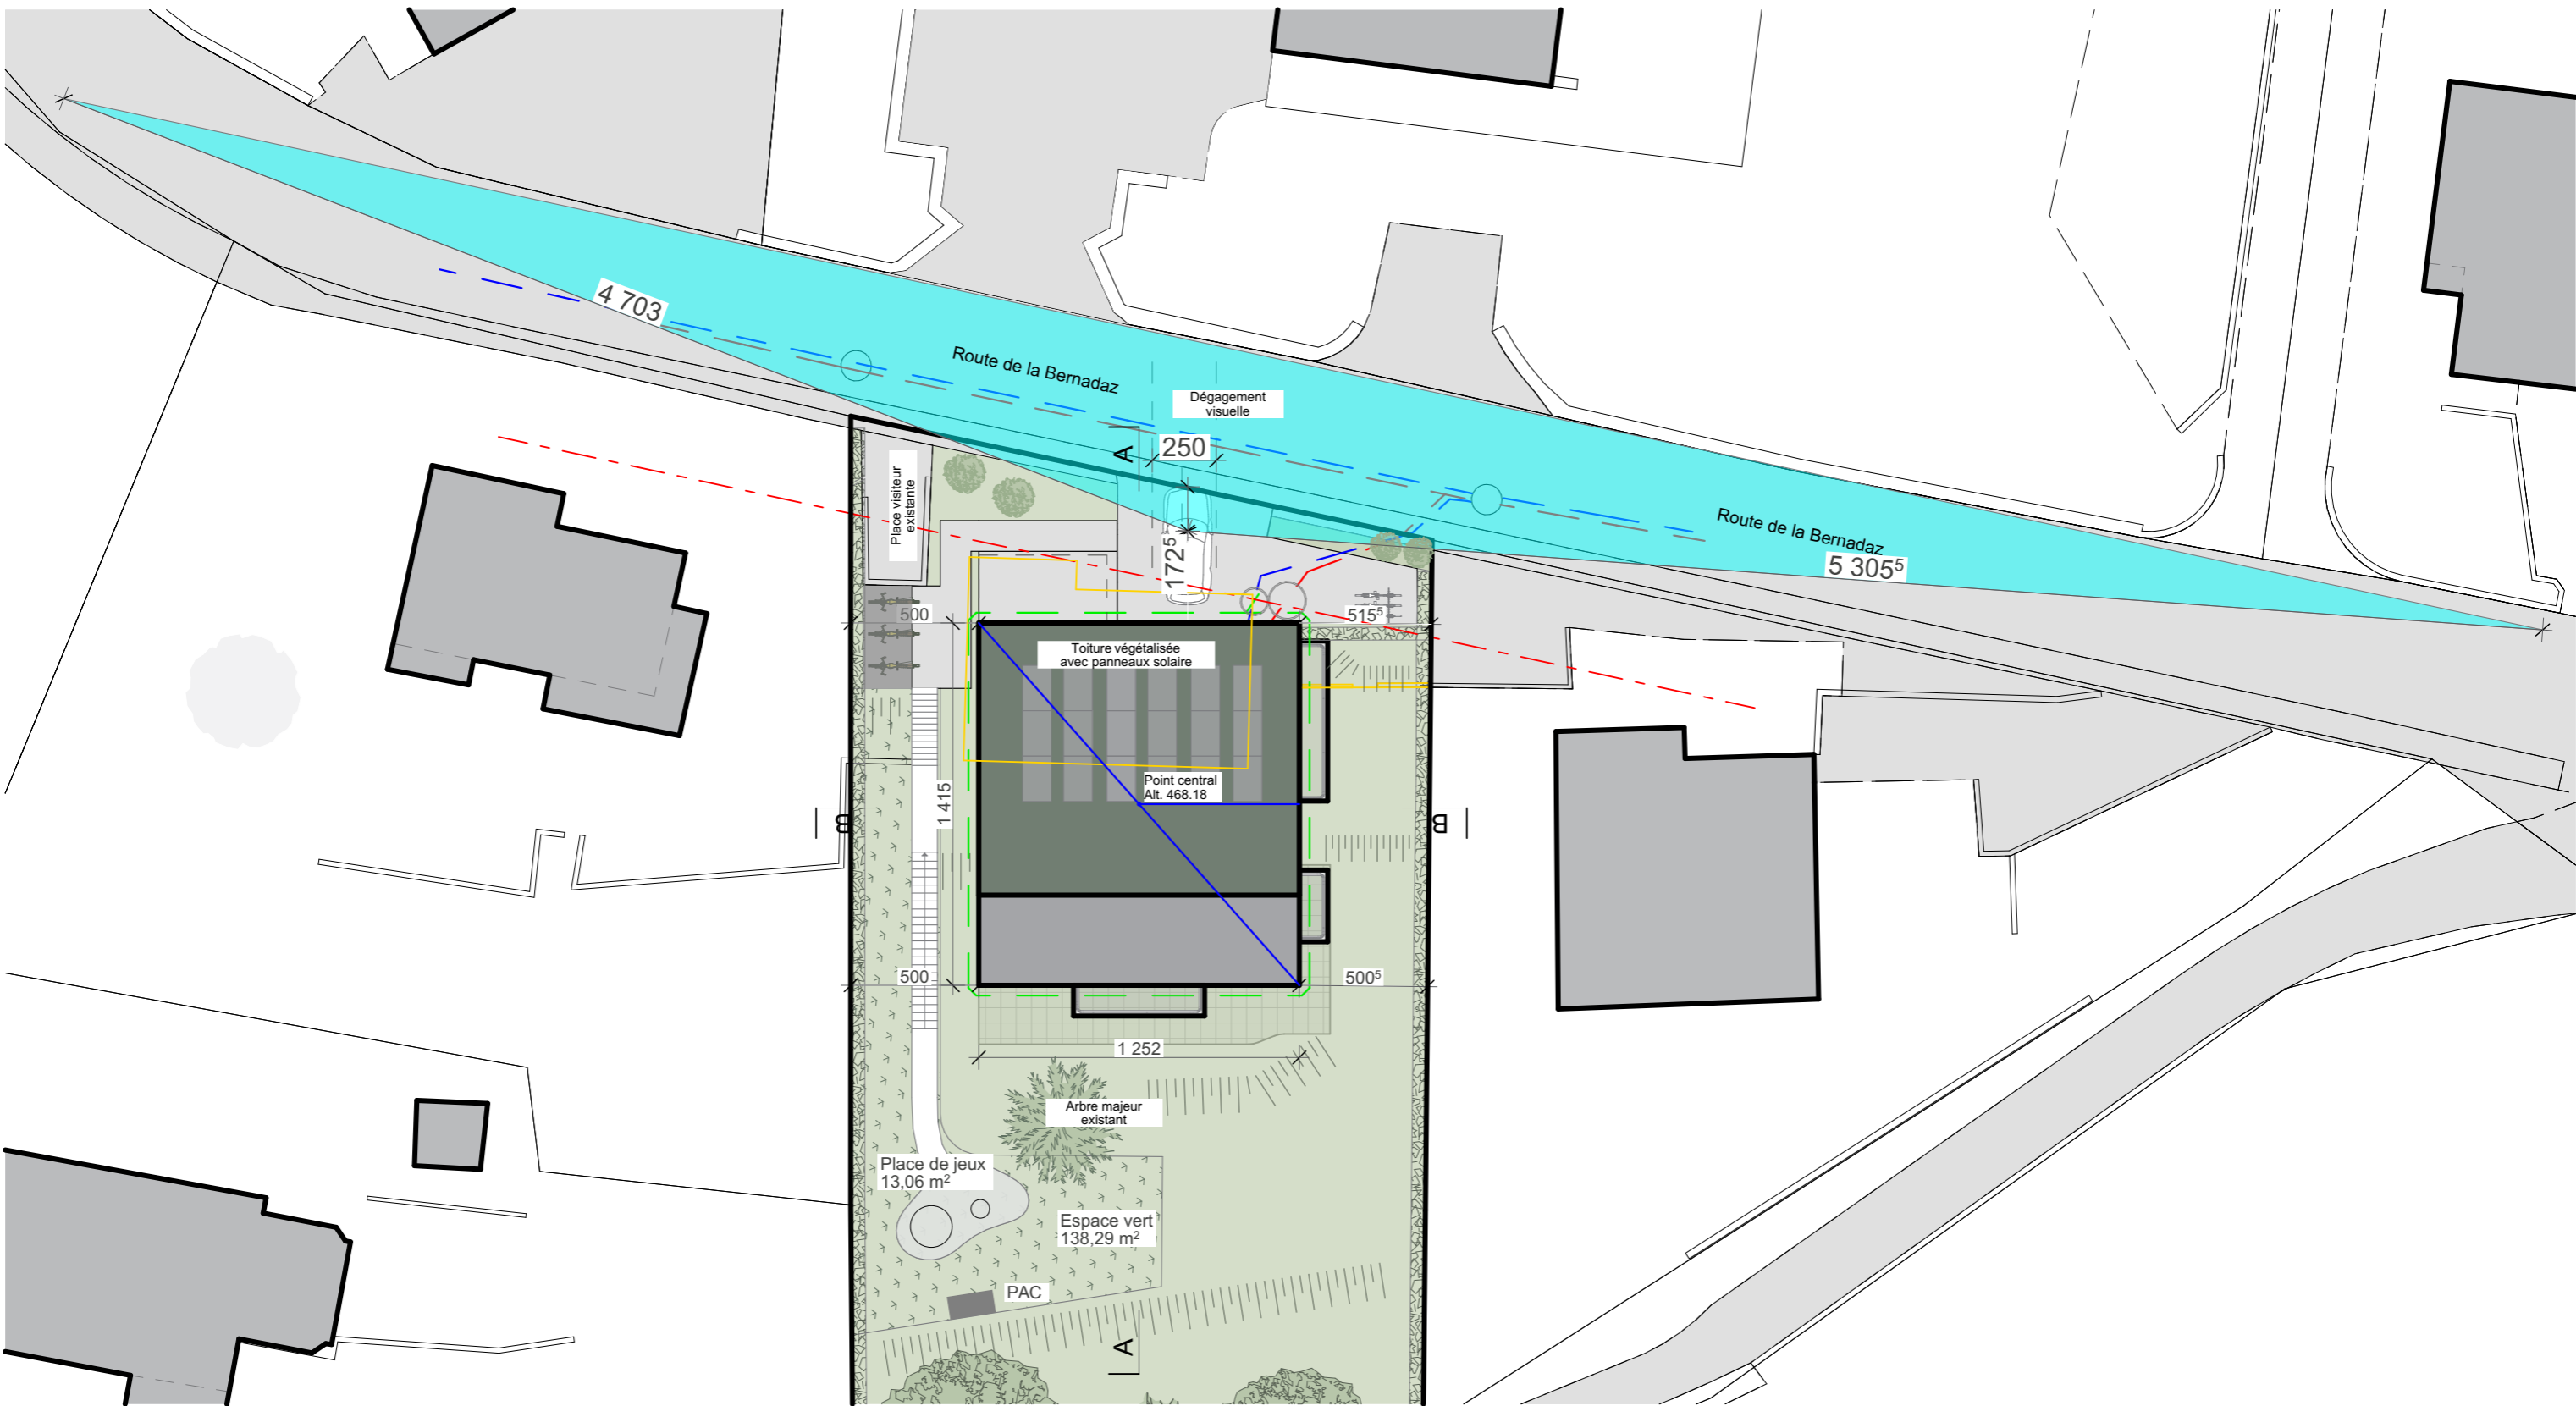 4 703
Route de la Bernadaz
Dégagement
visuelle
A
250
Place visiteur
existante
172⁵
Route de la Bernadaz
5 305⁵
500
515⁵
Toiture végétalisée
avec panneaux solaire
Point central
Alt. 468.18
1 415
B
B
500
500⁵
1 252
Arbre majeur
existant
Place de jeux
13,06 m²
Espace vert
138,29 m²
PAC
A